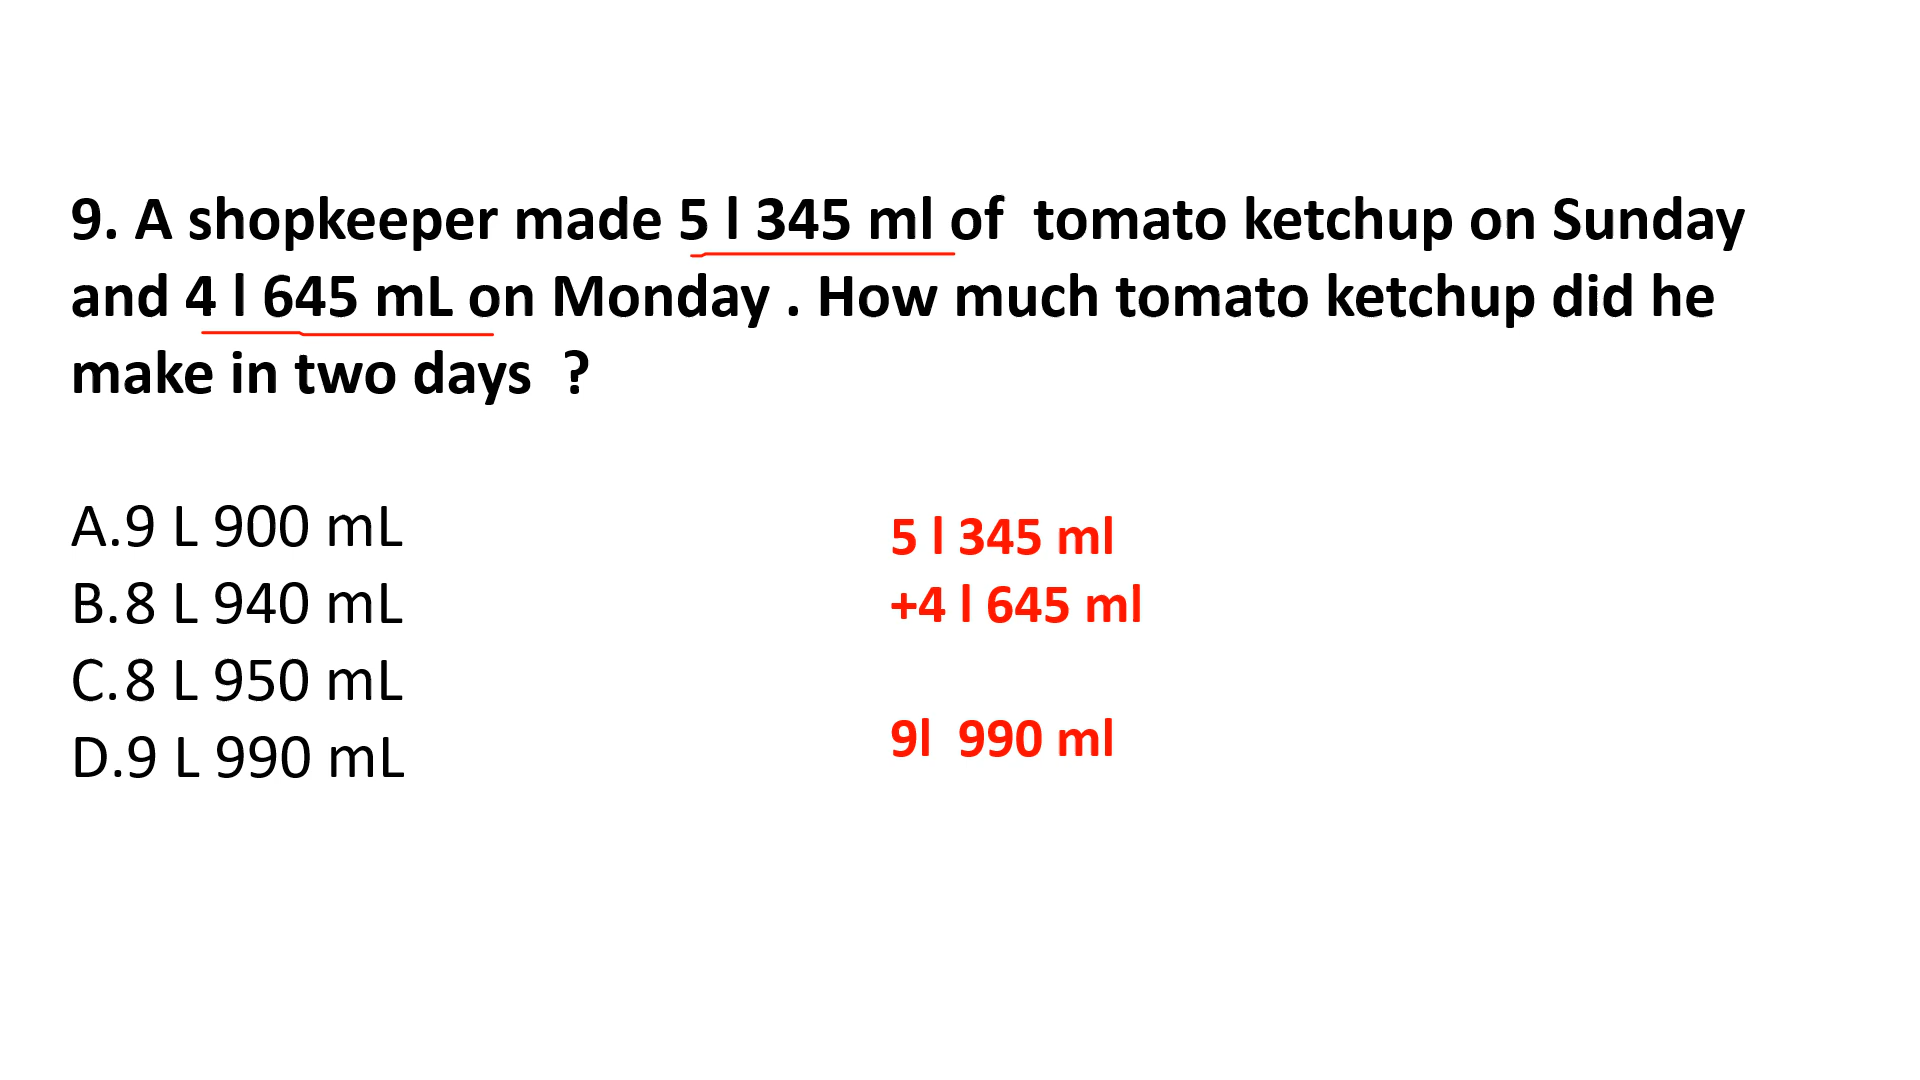 9. A shopkeeper made 5 l 345 ml of  tomato ketchup on Sunday
and 4 l 645 mL on Monday . How much tomato ketchup did he
make in two days  ?
A.9 L 900 mL
B.8 L 940 mL
C.8 L 950 mL
D.9 L 990 mL
5 l 345 ml
+4 l 645 ml
9l  990 ml